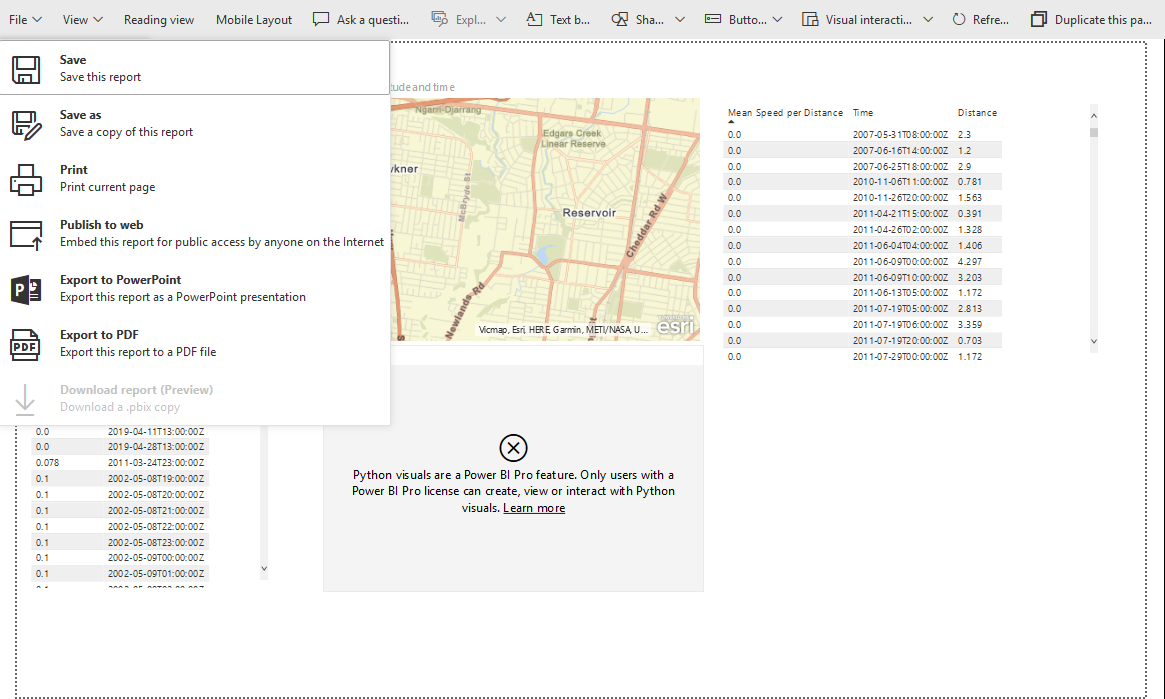 File View Reading view Mobile Layout Ask a questi... Expl... Text b... Sha... Butto... Visual interacti... Refre... Duplicate this pa...
Save
Save this report
Save as
Save a copy of this report
Print
Print current page
Publish to web
Embed this report for public access by anyone on the Internet
P
Export to PowerPoint
Export this report as a PowerPoint presentation
PDF
Export to PDF
Export this report to a PDF file
Download report (Preview)
Download a .pbix copy
tude and time
Ngarri-Djarrang
Edgars Creek
Linear Reserve
wkner
McBryde St
Reservoir
Cheddar Rd W
Newlands Rd
Vicmap, Esri, HERE, Garmin, METI/NASA, U...
esri
Mean Speed per Distance Time Distance
0.0 2007-05-31T08:00:00Z 2.3
0.0 2007-06-16T14:00:00Z 1.2
0.0 2007-06-25T18:00:00Z 2.9
0.0 2010-11-06T11:00:00Z 0.781
0.0 2010-11-26T20:00:00Z 1.563
0.0 2011-04-21T15:00:00Z 0.391
0.0 2011-04-26T02:00:00Z 1.328
0.0 2011-06-04T04:00:00Z 1.406
0.0 2011-06-09T00:00:00Z 4.297
0.0 2011-06-09T10:00:00Z 3.203
0.0 2011-06-13T05:00:00Z 1.172
0.0 2011-07-19T05:00:00Z 2.813
0.0 2011-07-19T06:00:00Z 3.359
0.0 2011-07-19T20:00:00Z 0.703
0.0 2011-07-29T00:00:00Z 1.172
0.0 2019-04-11T13:00:00Z
0.0 2019-04-28T13:00:00Z
0.078 2011-03-24T23:00:00Z
0.1 2002-05-08T19:00:00Z
0.1 2002-05-08T20:00:00Z
0.1 2002-05-08T21:00:00Z
0.1 2002-05-08T22:00:00Z
0.1 2002-05-08T23:00:00Z
0.1 2002-05-09T00:00:00Z
0.1 2002-05-09T01:00:00Z
Python visuals are a Power BI Pro feature. Only users with a
Power BI Pro license can create, view or interact with Python
visuals. Learn more